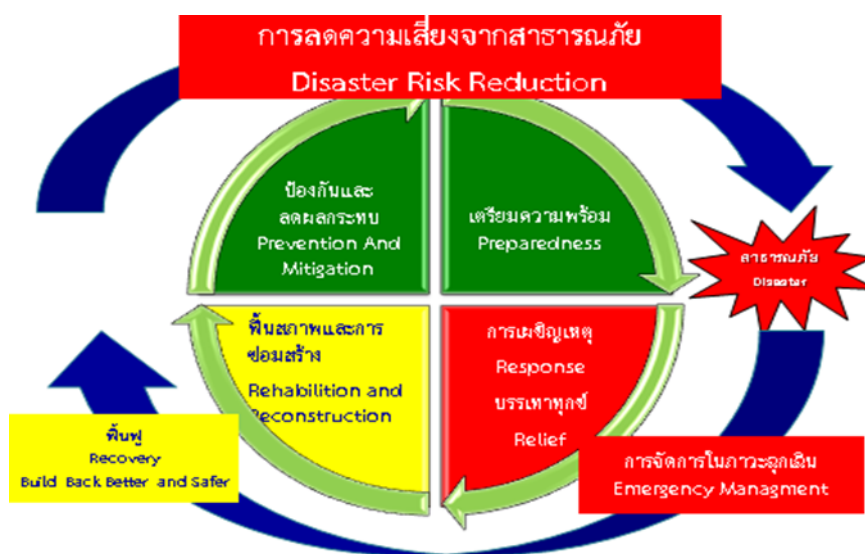 การลดความเสี่ยงจากสาธารณภัย
Disaster Risk Reduction
ป้องกันและ
ลดผลกระทบ
Prevention And
Mitigation
เตรียมความพร้อม
Preparedness
สาธารณภัย
Disaster
ฟื้นสภาพและการ
ซ่อมสร้าง
Rehabilition and
Reconstruction
การเผชิญเหตุ
Response
บรรเทาทุกข์
Relief
ฟื้นฟู
Recovery
Build Back Better and Safer
การจัดการในภาวะฉุกเฉิน
Emergency Managment